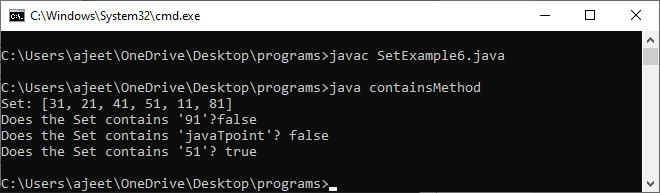 C:\Windows\System32\cmd.exe
C:\Users\ajeet\OneDrive\Desktop\programs>javac SetExample6.java
C:\Users\ajeet\OneDrive\Desktop\programs>java containsMethod
Set: [31, 21, 41, 51, 11, 81]
Does the Set contains '91'?false
Does the Set contains 'javaTpoint'? false
Does the Set contains '51'? true
C:\Users\ajeet\OneDrive\Desktop\programs>